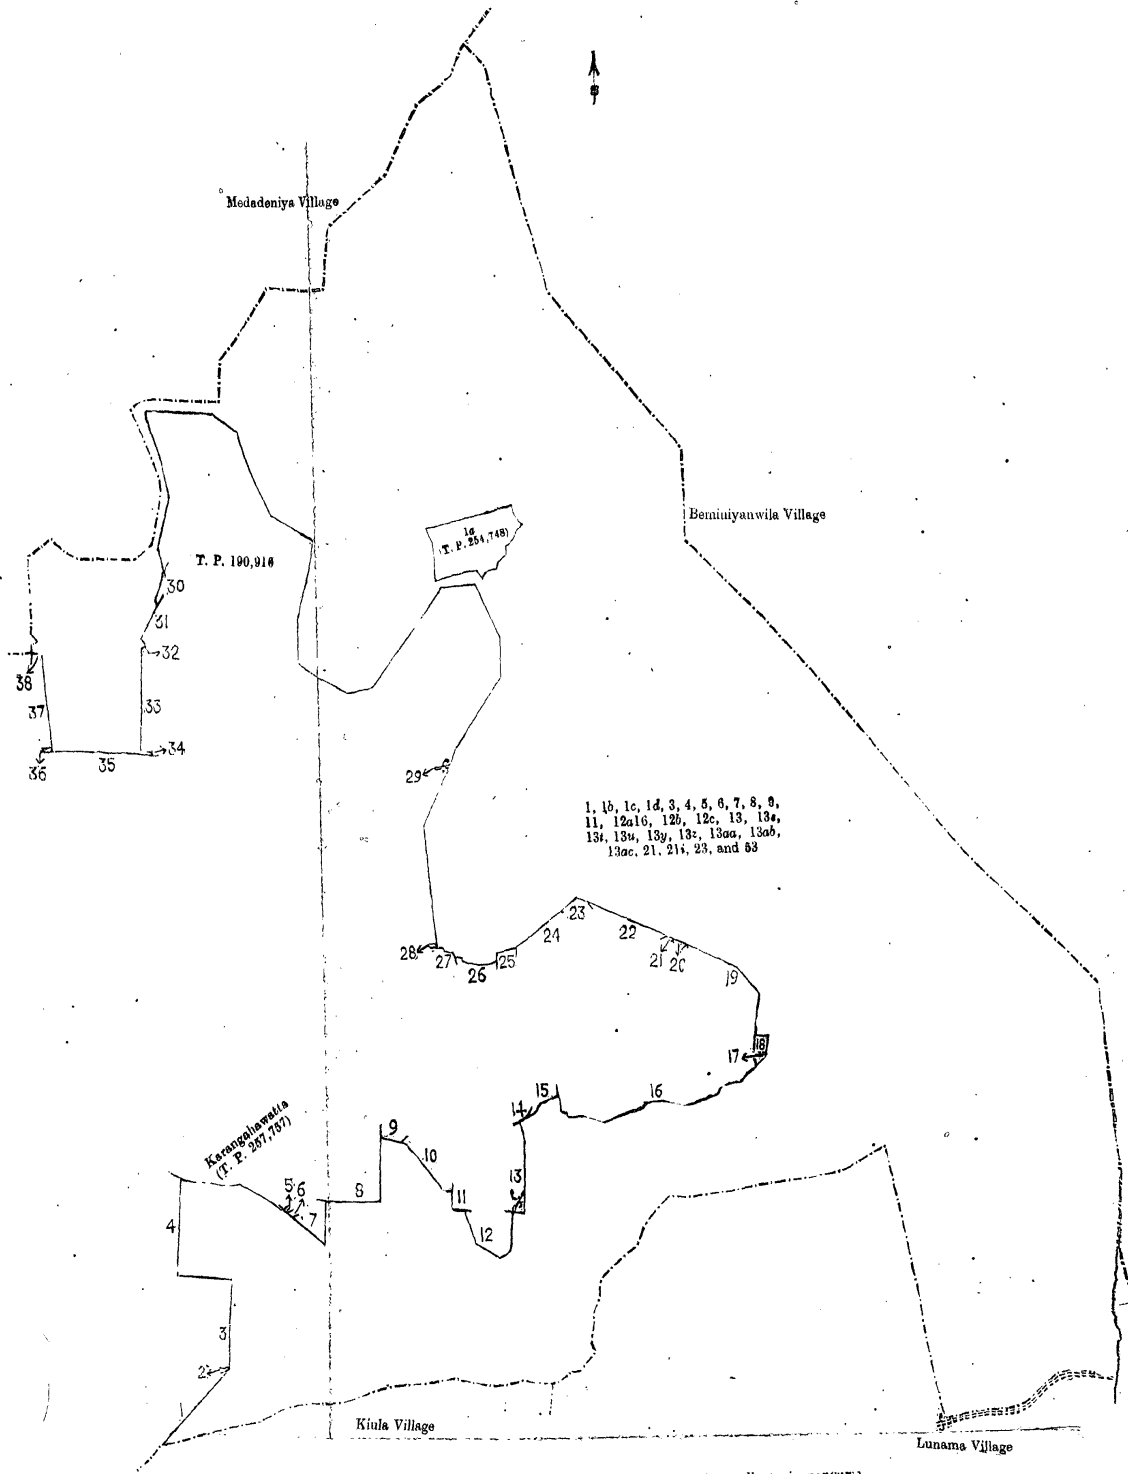 Medadeniya Village
Beminiyanwila Village
1a
(T. P. 254,748)
T. P. 190,916
30
31
32
38
37
33
34
36
35
29
1, 1b, 1c, 1d, 3, 4, 5, 6, 7, 8, 9,
11, 12a16, 12b, 12c, 13, 13s,
13t, 13u, 13y, 13z, 13aa, 13ab,
13ac, 21, 21i, 23, and 53
23
24
22
28
27
26
25
21
20
19
18
17
16
15
14
13
Karangahawatta
(T. P. 257,757)
9
10
11
12
5
6
7
8
4
3
2
1
Kiula Village
Lunama Village